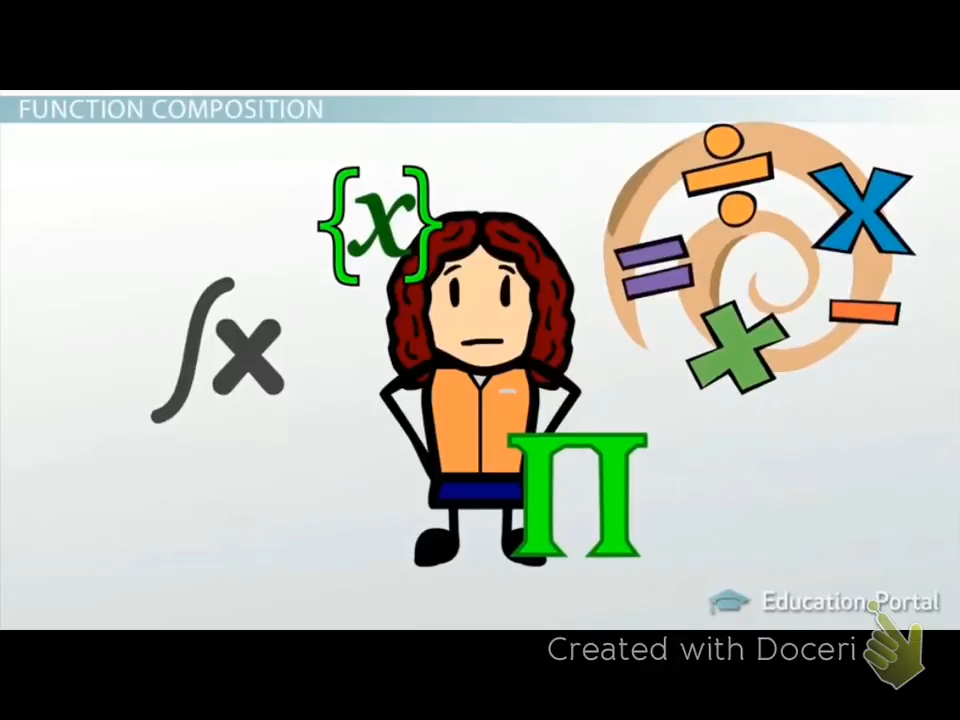 FUNCTION COMPOSITION
{x}
÷
x
=
∫x
−
+
∏
Education Portal
Created with Doceri